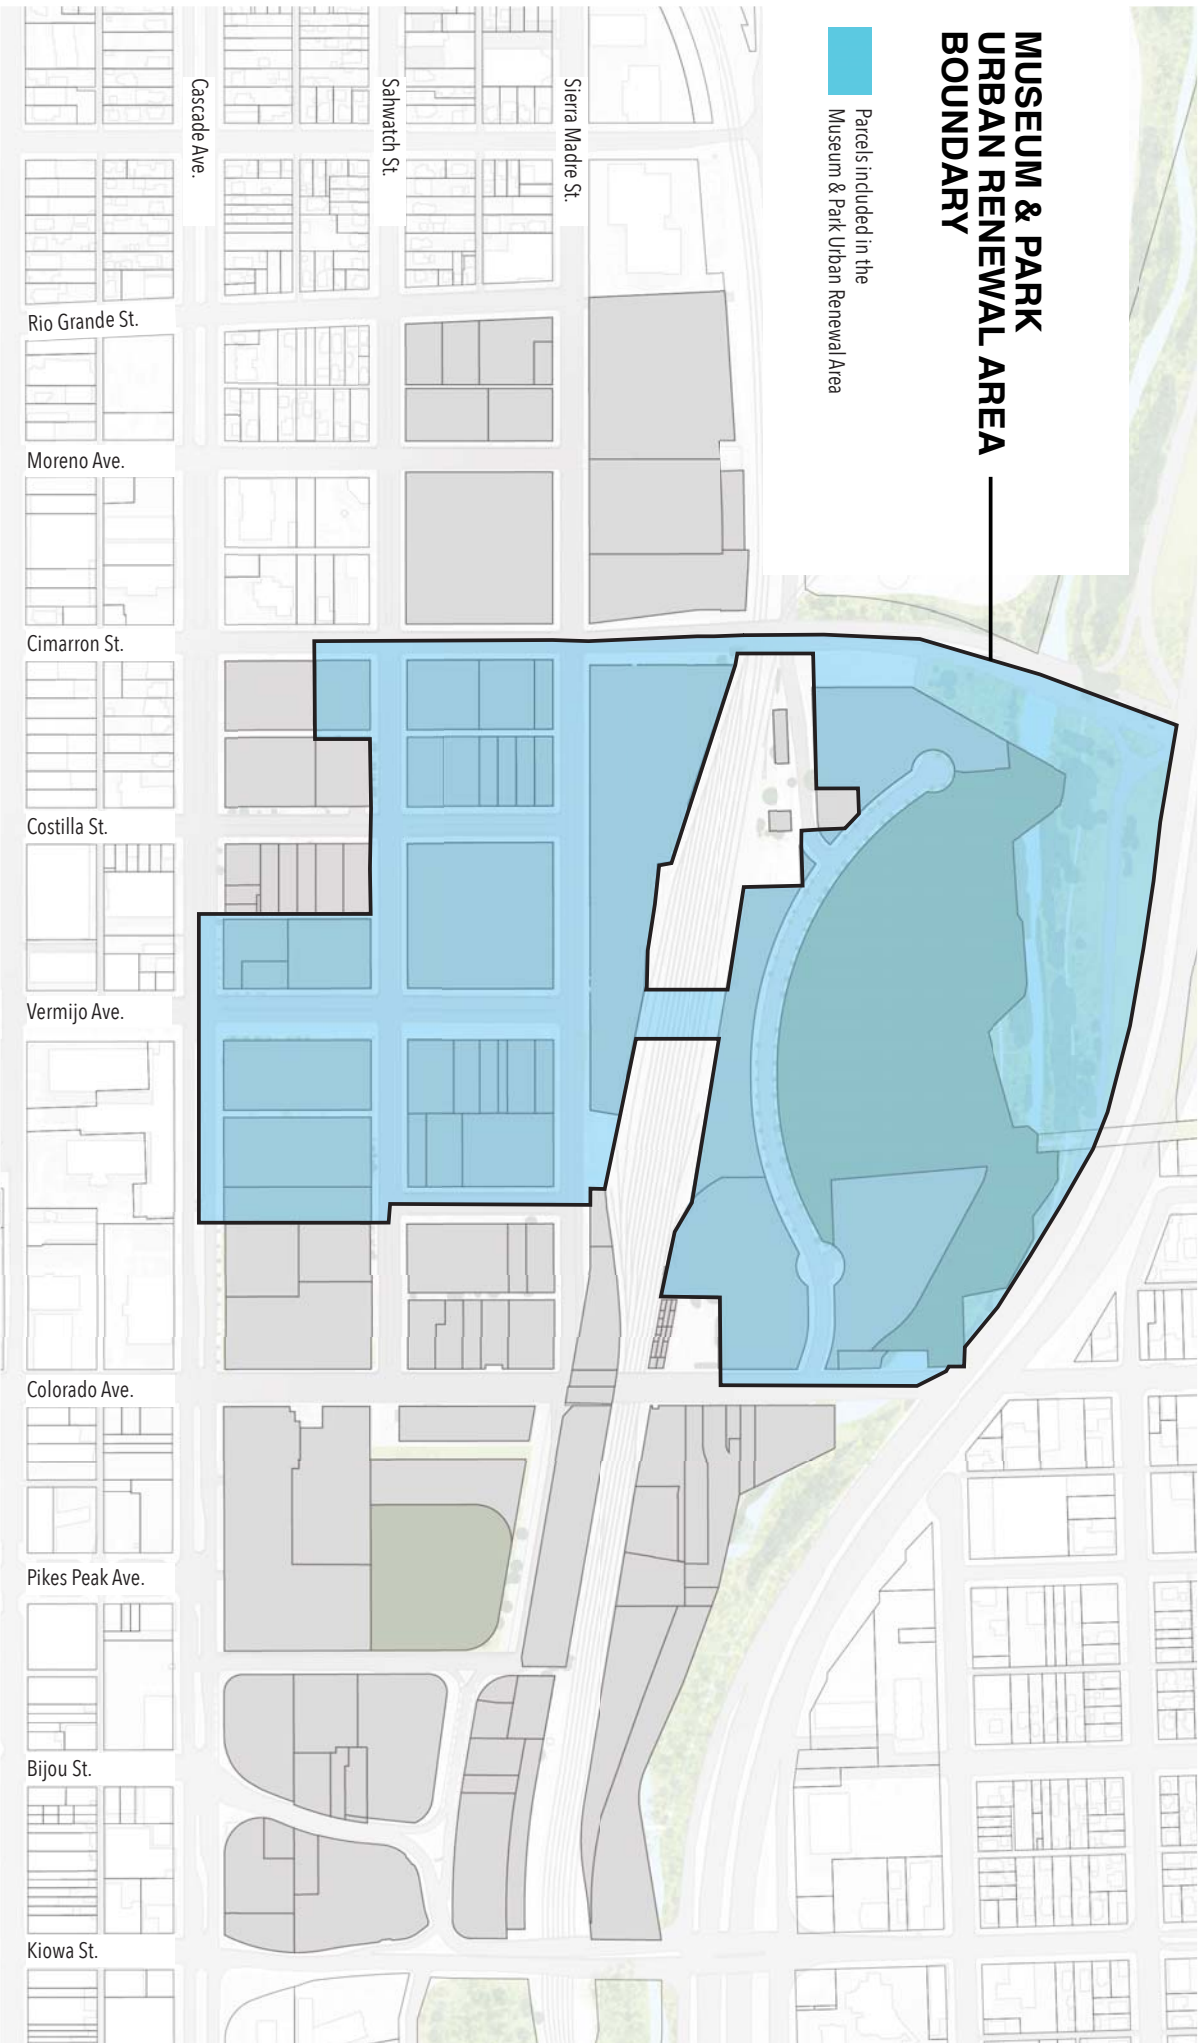 MUSEUM & PARK
URBAN RENEWAL AREA
BOUNDARY
Parcels included in the
Museum & Park Urban Renewal Area
Sierra Madre St.
Sahwatch St.
Cascade Ave.
Rio Grande St.
Moreno Ave.
Cimarron St.
Costilla St.
Vermijo Ave.
Colorado Ave.
Pikes Peak Ave.
Bijou St.
Kiowa St.